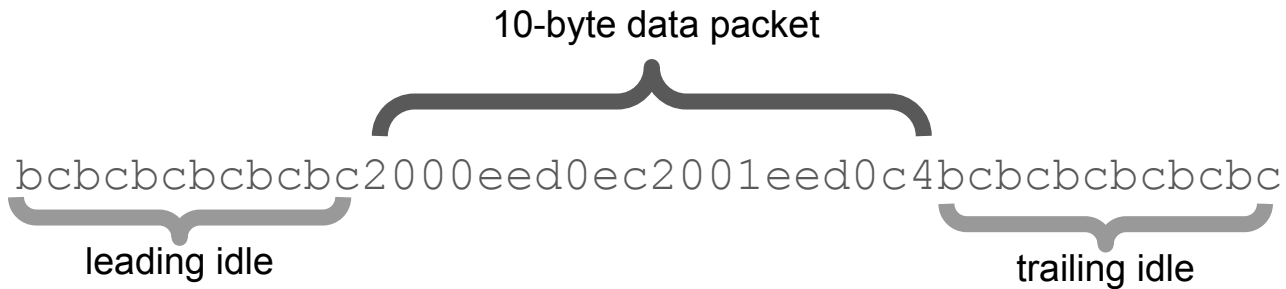 10-byte data packet
bcbcbcbcbcbc2000eed0ec2001eed0c4bcbcbcbcbcbc
leading idle
trailing idle